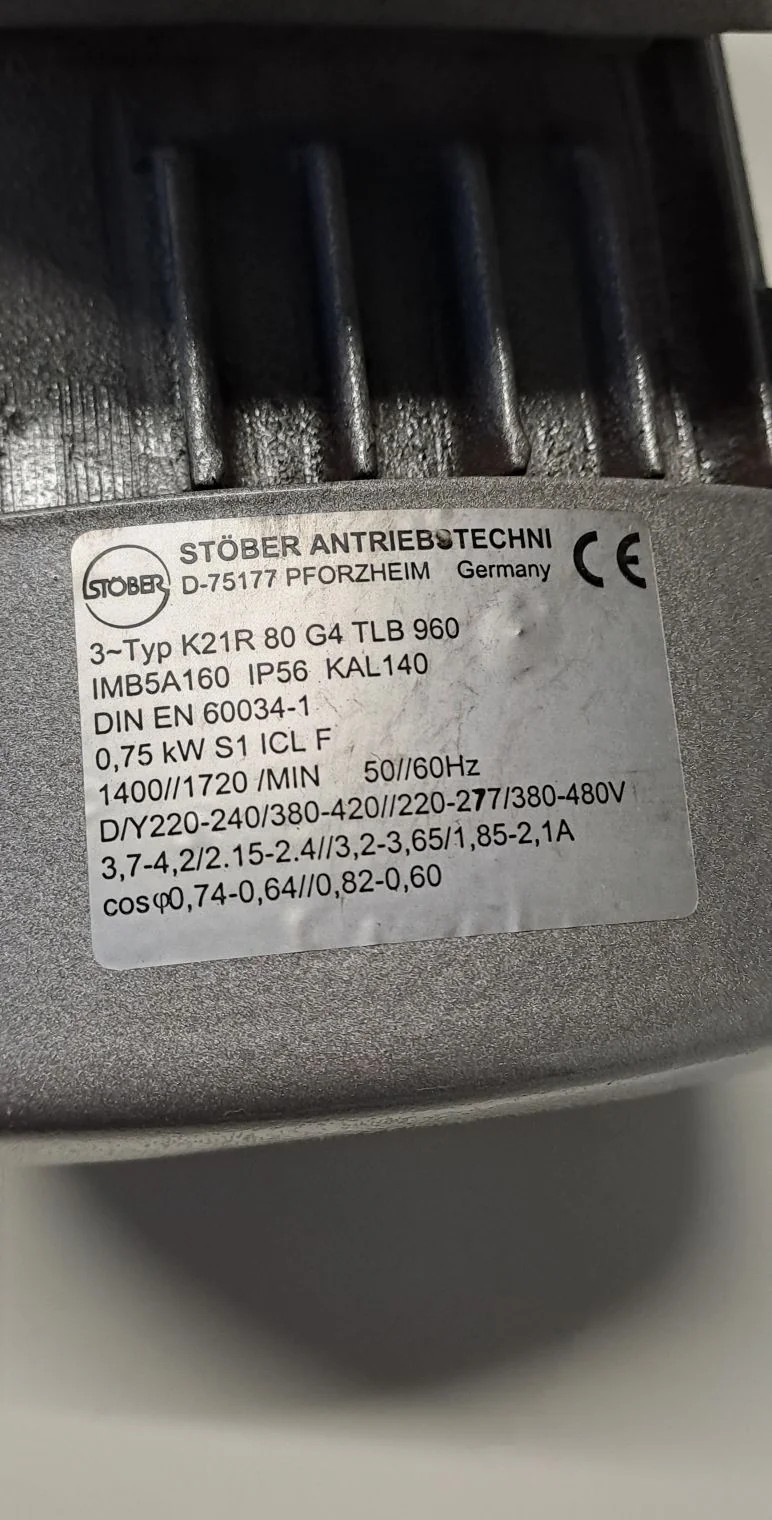 STÖBER
STÖBER ANTRIEBSTECHNI
D-75177 PFORZHEIM Germany
CE
3~Typ K21R 80 G4 TLB 960
IMB5A160 IP56 KAL140
DIN EN 60034-1
0,75 kW S1 ICL F
1400//1720 /MIN 50//60Hz
D/Y220-240/380-420//220-277/380-480V
3,7-4,2/2.15-2.4//3,2-3,65/1,85-2,1A
cosφ0,74-0,64//0,82-0,60